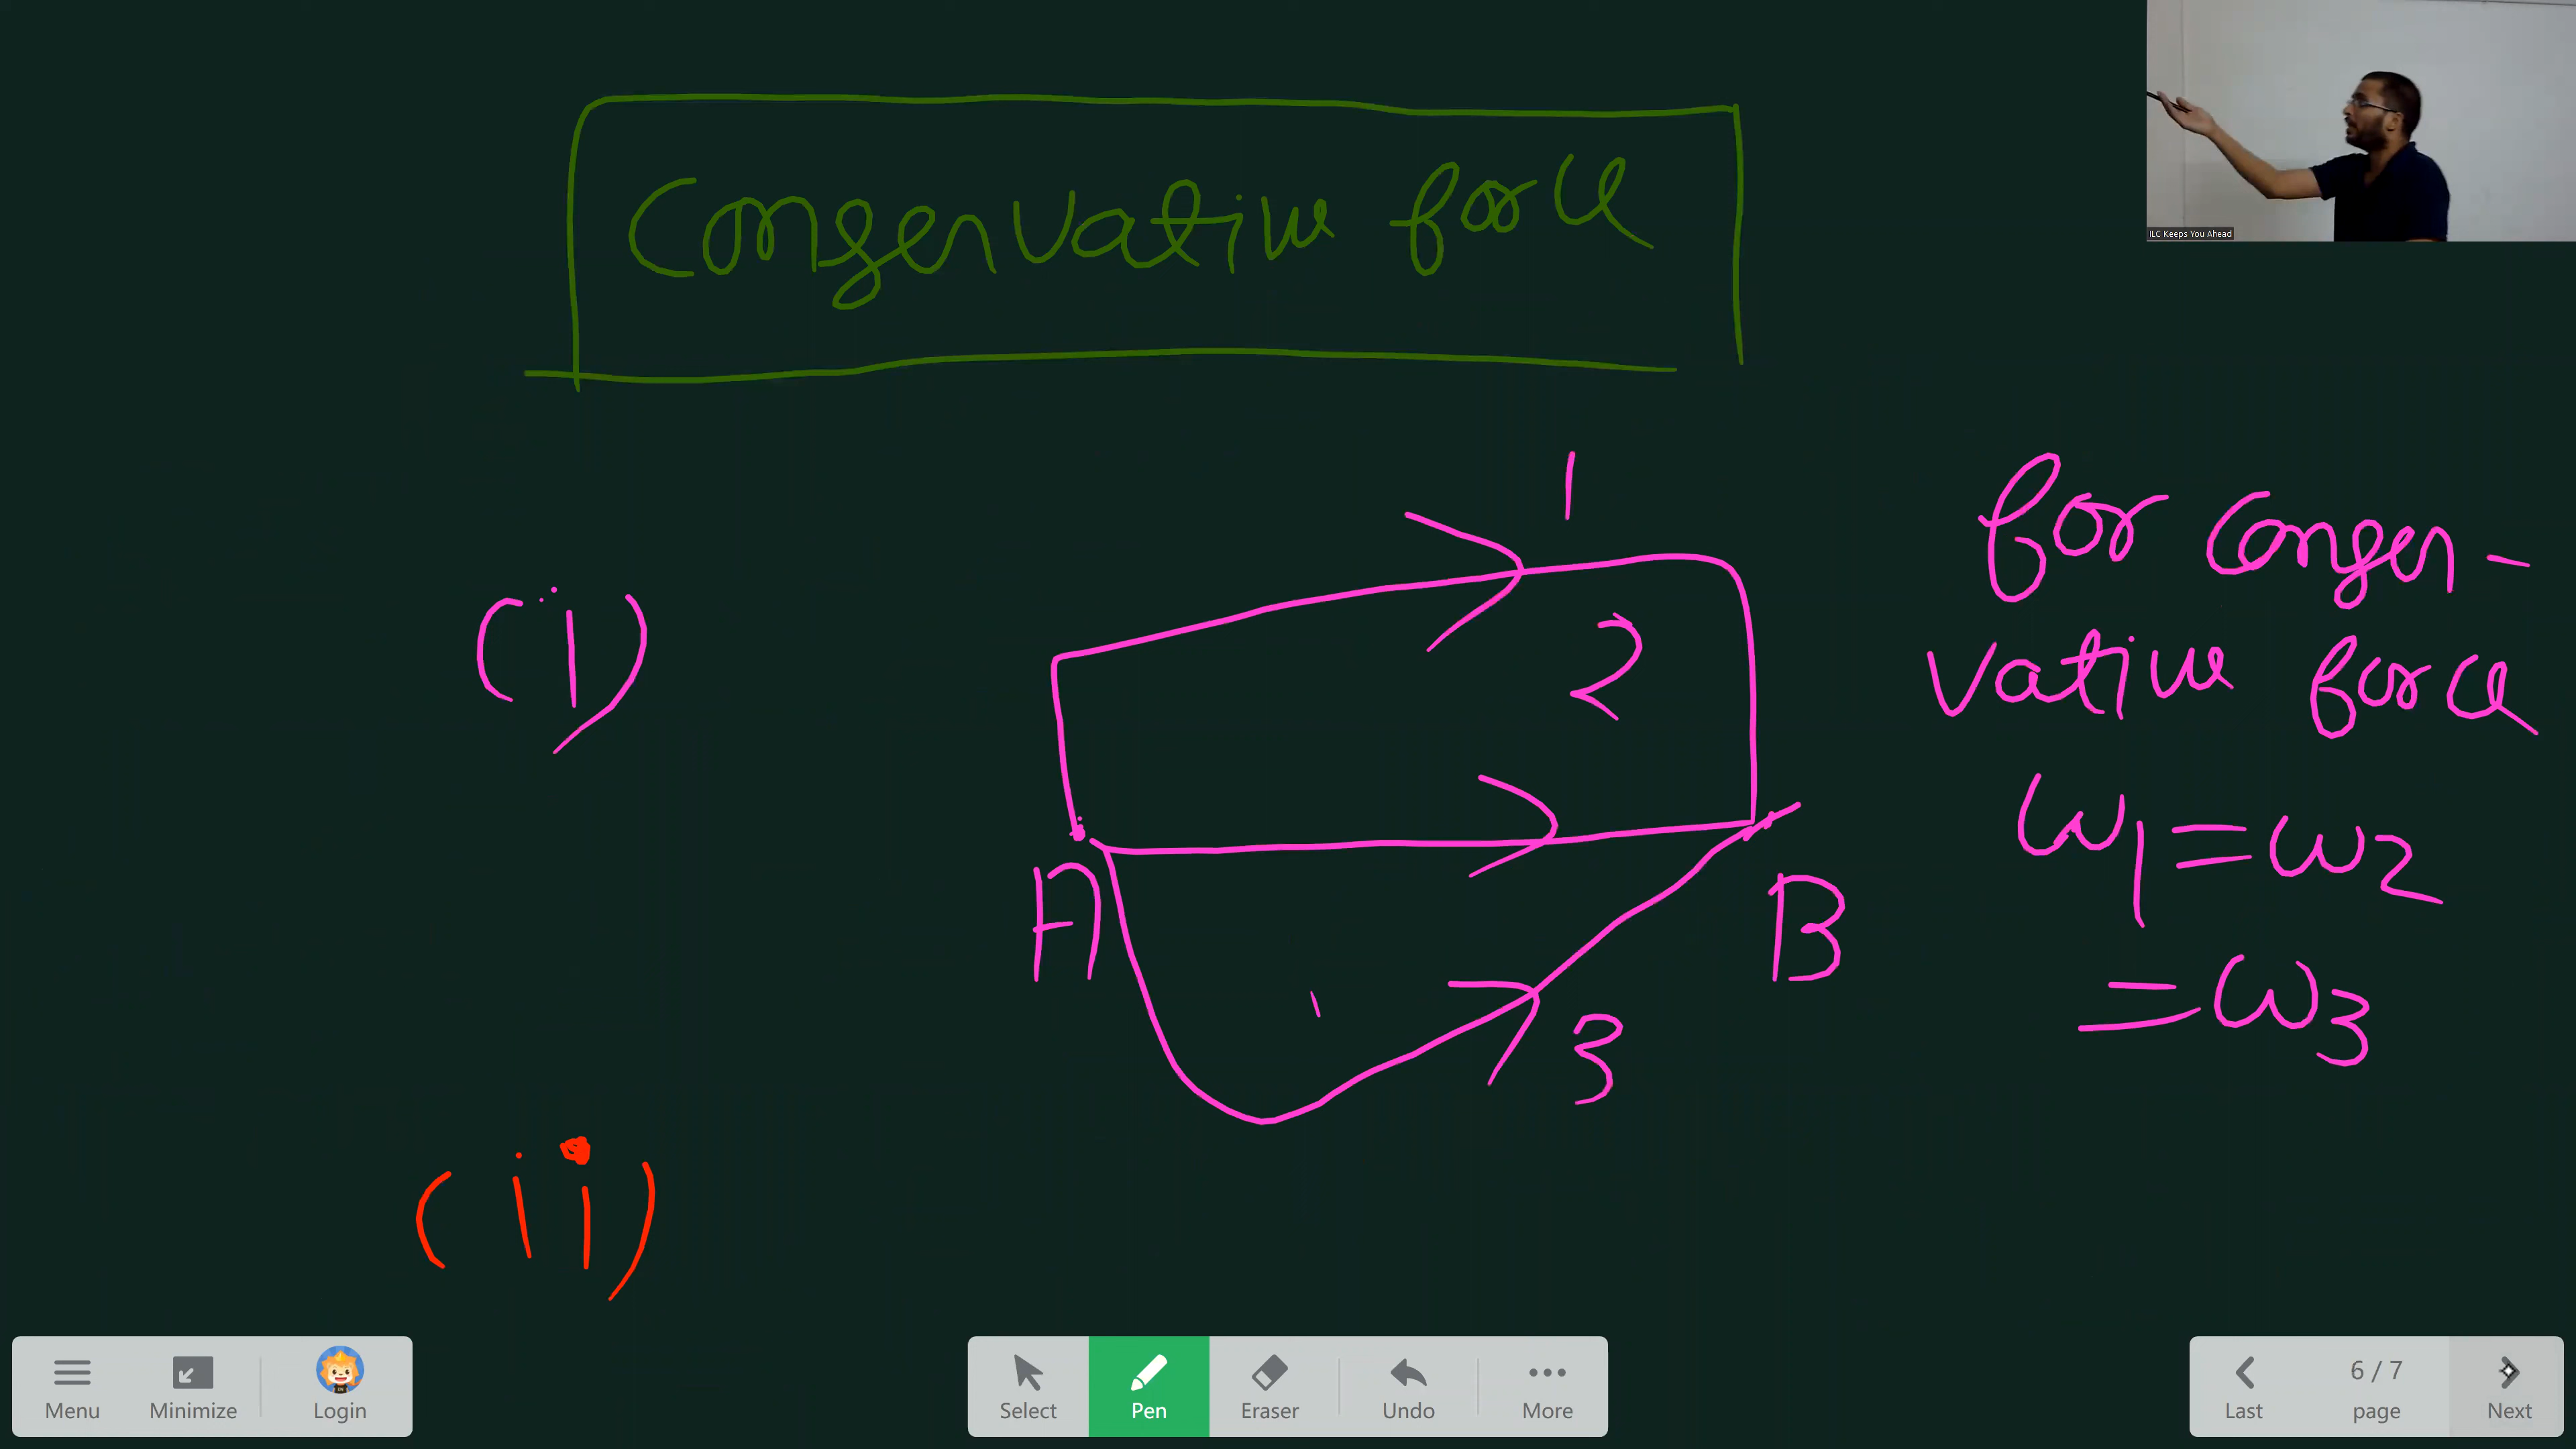 Conservative force
ILC Keeps You Ahead
(i)
1
2
3
A
B
for conser-
vative force
W1 = W2
= W3
(ii)
Menu
Minimize
Login
Select
Pen
Eraser
Undo
More
Last
6 / 7
page
Next